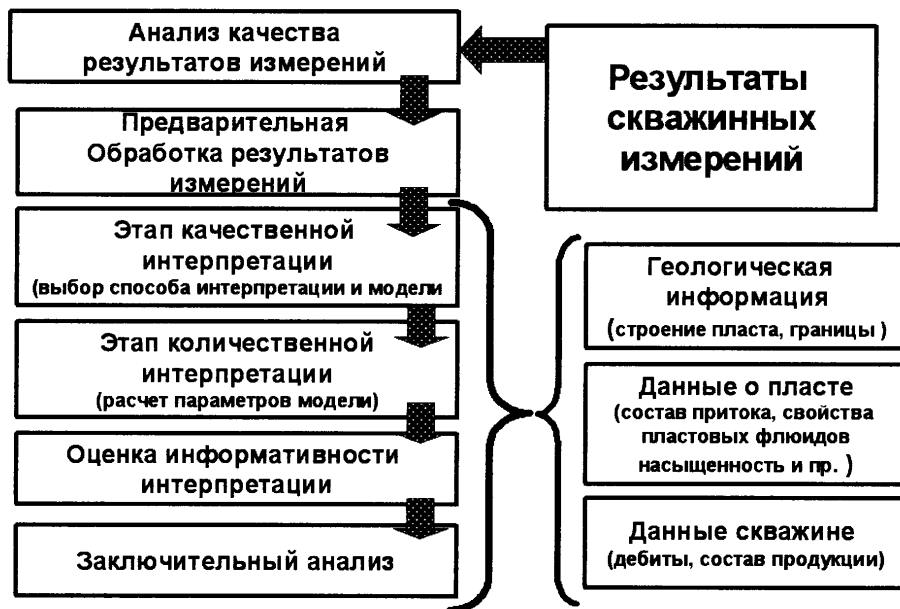 Анализ качества
результатов измерений
Предварительная
Обработка результатов
измерений
Этап качественной
интерпретации
(выбор способа интерпретации и модели
Этап количественной
интерпретации
(расчет параметров модели)
Оценка информативности
интерпретации
Заключительный анализ
Результаты
скважинных
измерений
Геологическая
информация
(строение пласта, границы )
Данные о пласте
(состав притока, свойства
пластовых флюидов
насыщенность и пр. )
Данные скважине
(дебиты, состав продукции)